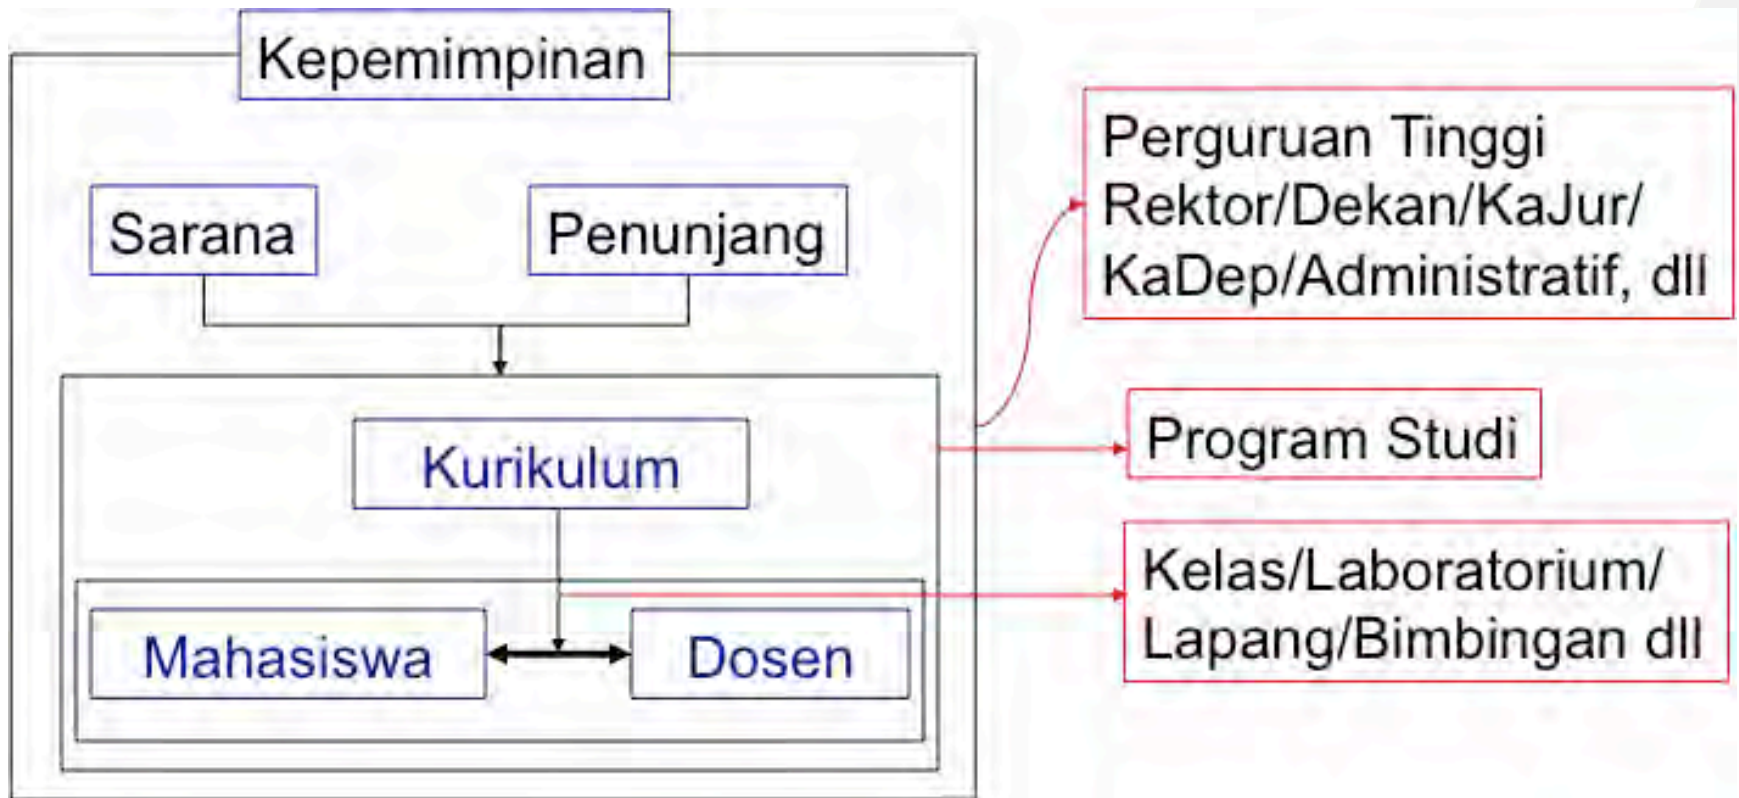 Kepemimpinan
Sarana
Penunjang
Perguruan Tinggi
Rektor/Dekan/KaJur/
KaDep/Administratif, dll
Kurikulum
Program Studi
Mahasiswa
Dosen
Kelas/Laboratorium/
Lapang/Bimbingan dll